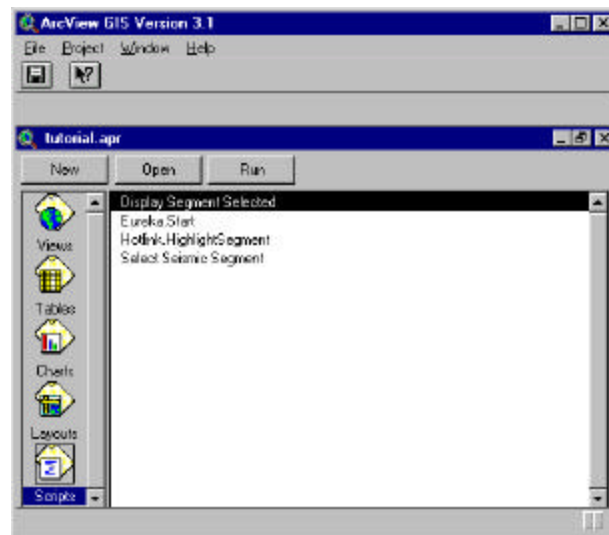 ArcView GIS Version 3.1
File Project Window Help
tutorial.apr
New Open Run
Views
Tables
Charts
Layouts
Scripts
Display Segment Selected
Eureka.Start
Hotlink.HighlightSegment
Select Seismic Segment